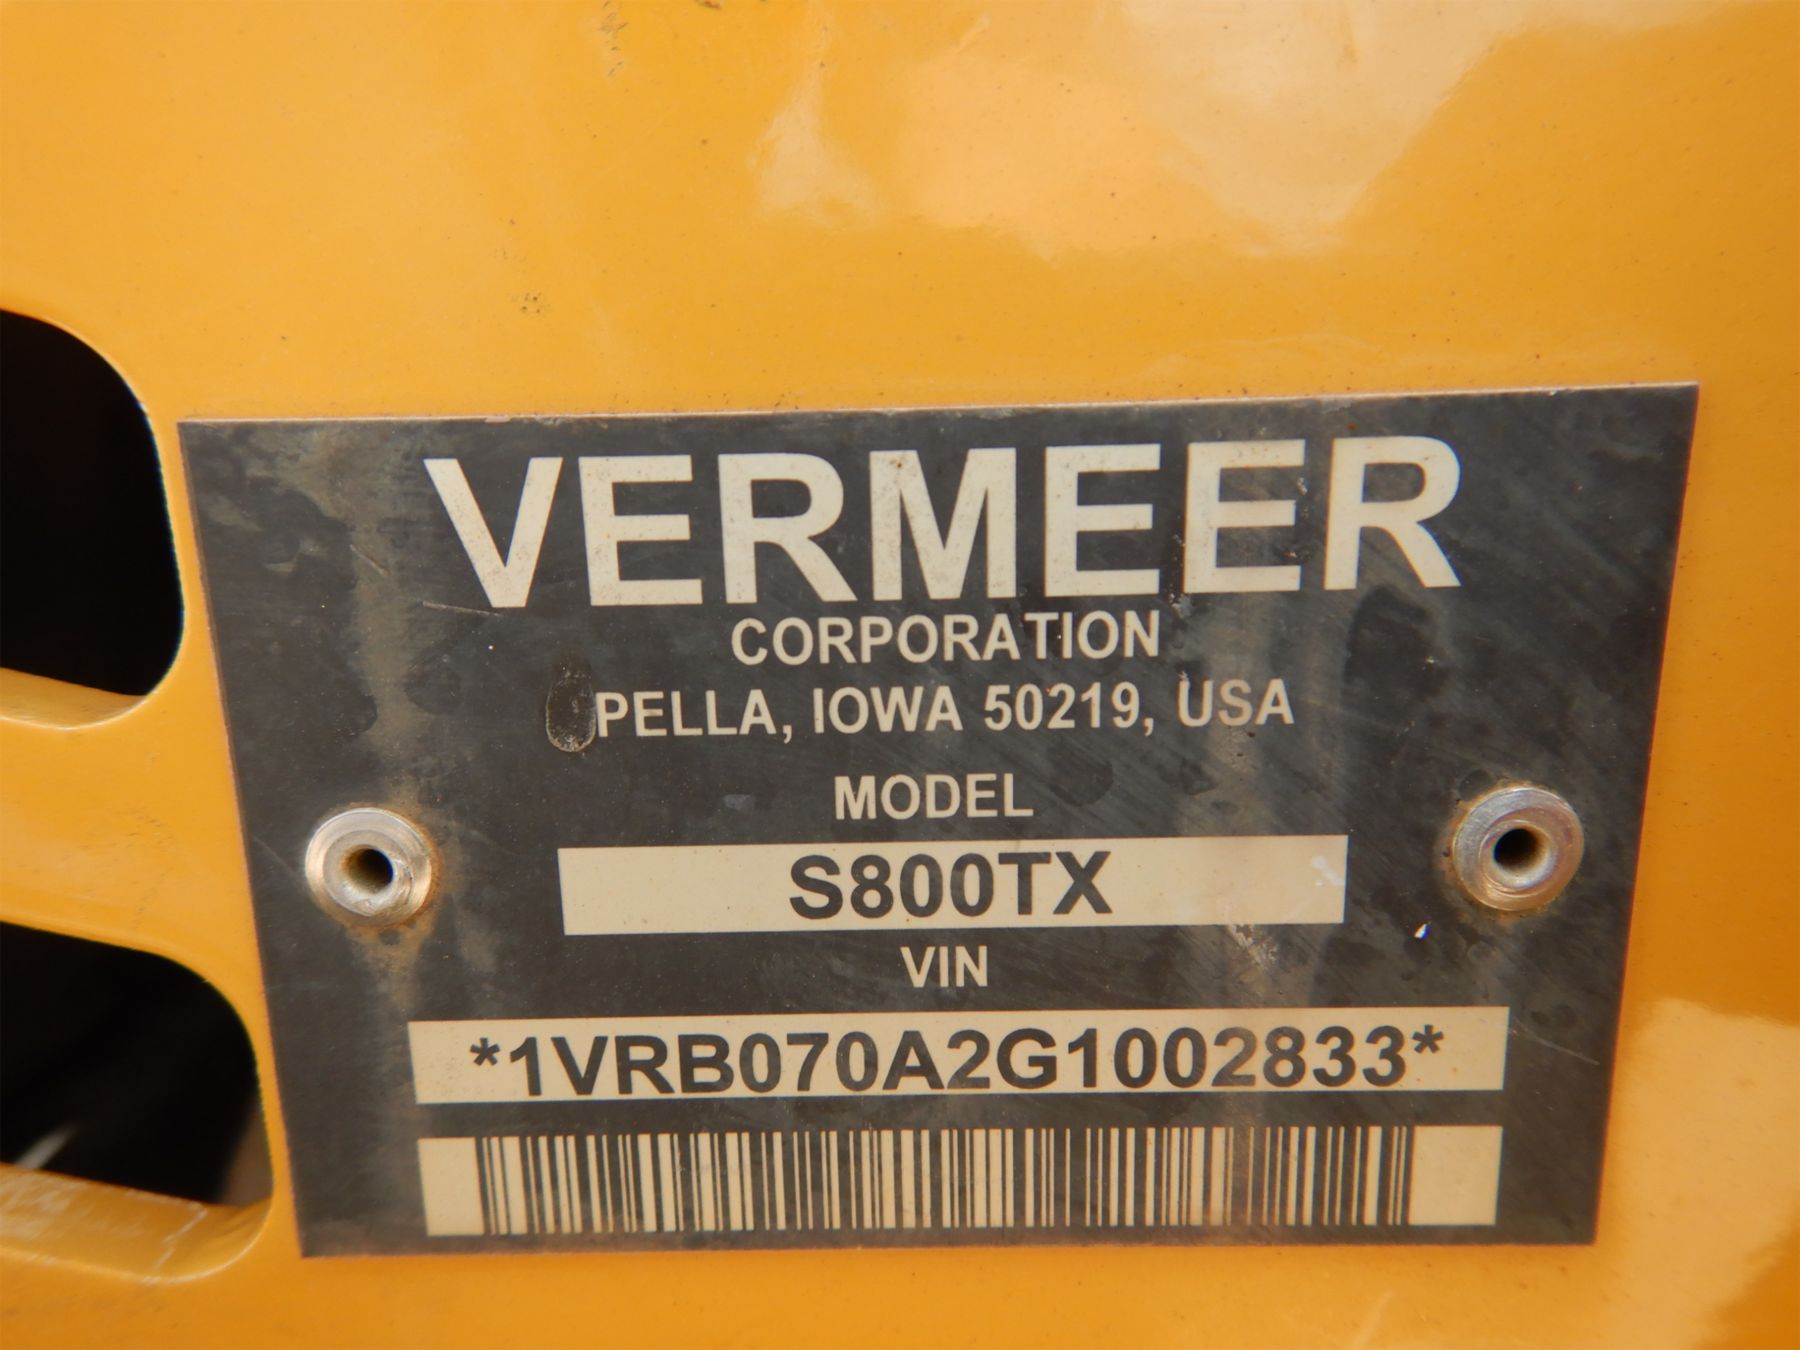 VERMEER
CORPORATION
PELLA, IOWA 50219, USA
MODEL
S800TX
VIN
*1VRB070A2G1002833*